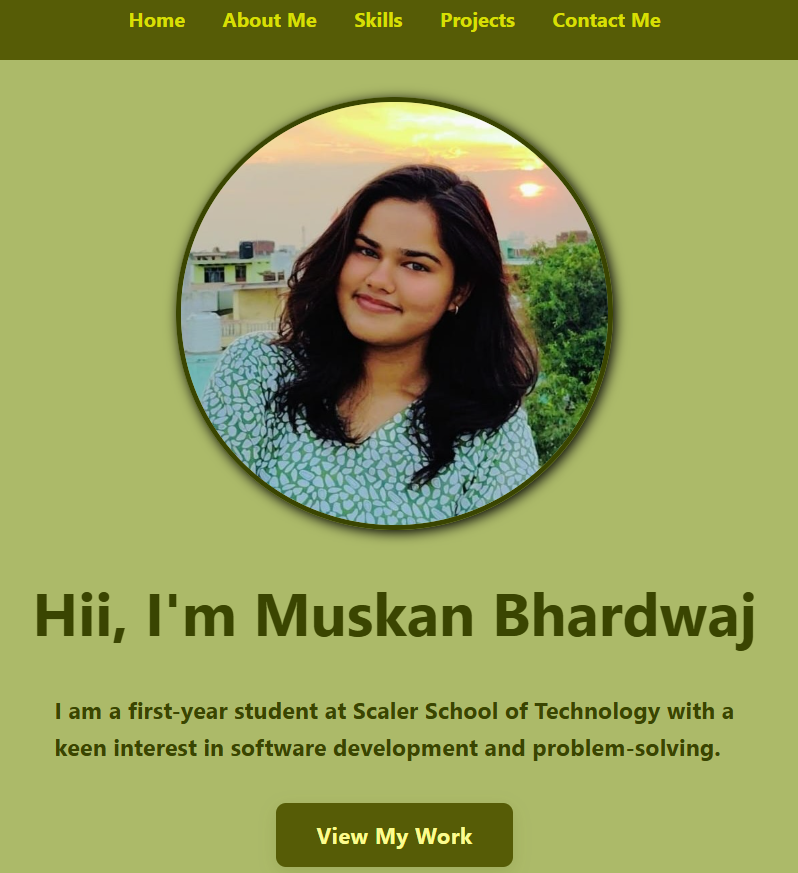 Home About Me Skills Projects Contact Me
Hii, I'm Muskan Bhardwaj
I am a first-year student at Scaler School of Technology with a
keen interest in software development and problem-solving.
View My Work